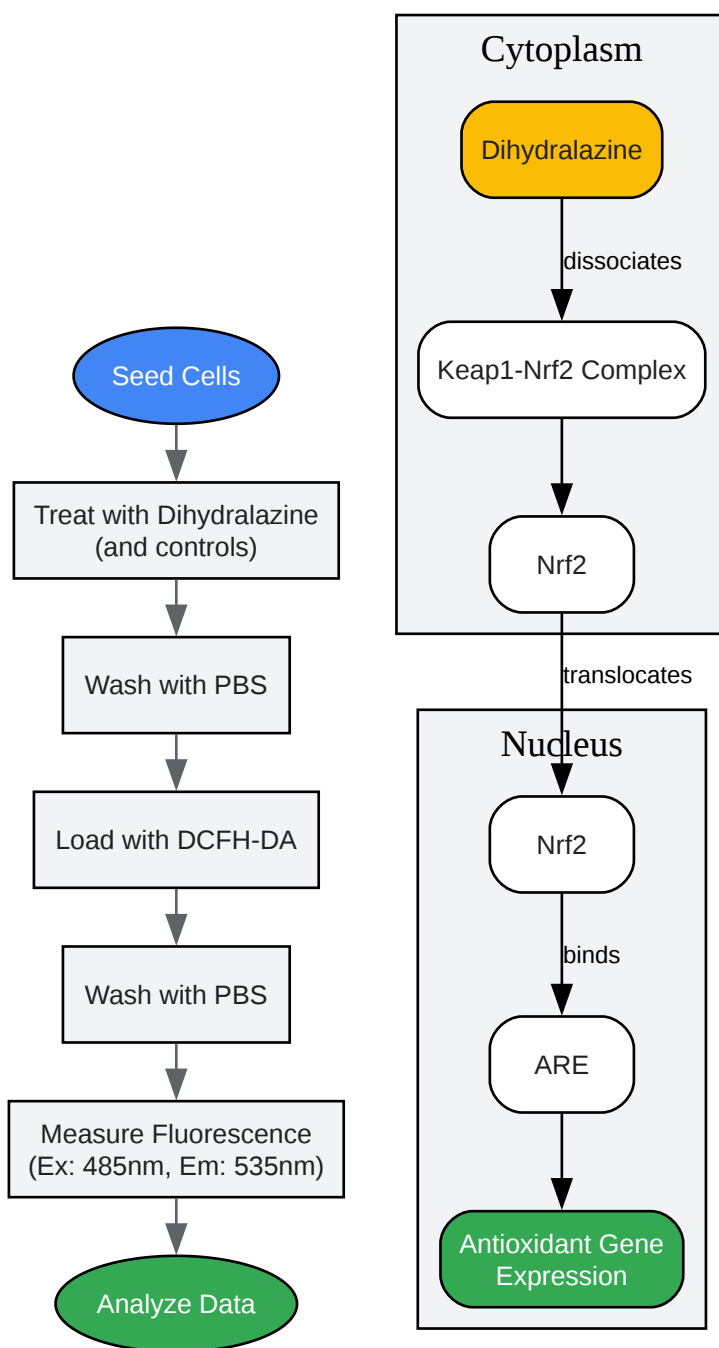 Seed Cells
Treat with Dihydralazine
(and controls)
Wash with PBS
Load with DCFH-DA
Wash with PBS
Measure Fluorescence
(Ex: 485nm, Em: 535nm)
Analyze Data
Cytoplasm
Dihydralazine
dissociates
Keap1-Nrf2 Complex
Nrf2
translocates
Nucleus
Nrf2
binds
ARE
Antioxidant Gene
Expression